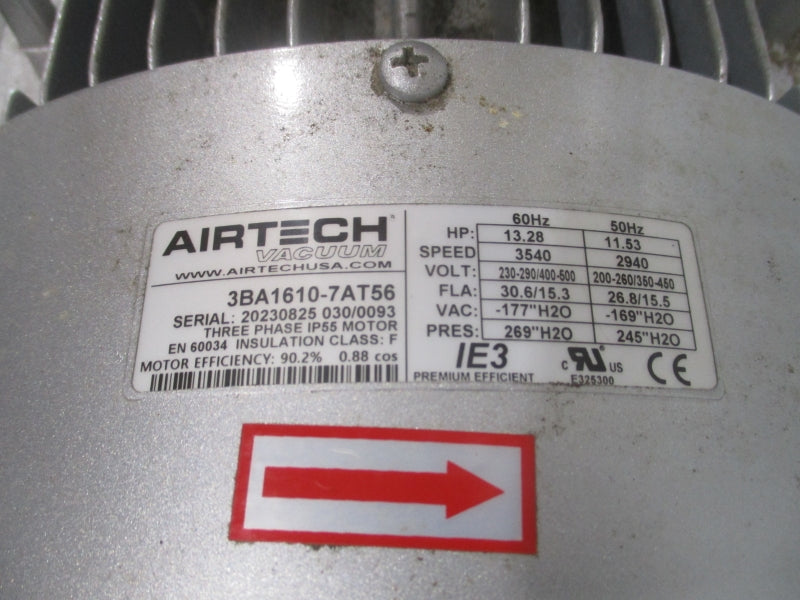 AIRTECH
VACUUM
WWW.AIRTECHUSA.COM
3BA1610-7AT56
SERIAL: 20230825 030/0093
THREE PHASE IP55 MOTOR
EN 60034 INSULATION CLASS: F
MOTOR EFFICIENCY: 90.2% 0.88 cos
60Hz 50Hz
HP: 13.28 11.53
SPEED 3540 2940
VOLT: 230-290/400-500 200-260/350-450
FLA: 30.6/15.3 26.8/15.5
VAC: -177"H2O -169"H2O
PRES: 269"H2O 245"H2O
IE3
PREMIUM EFFICIENT
c RU US
E325300
CE